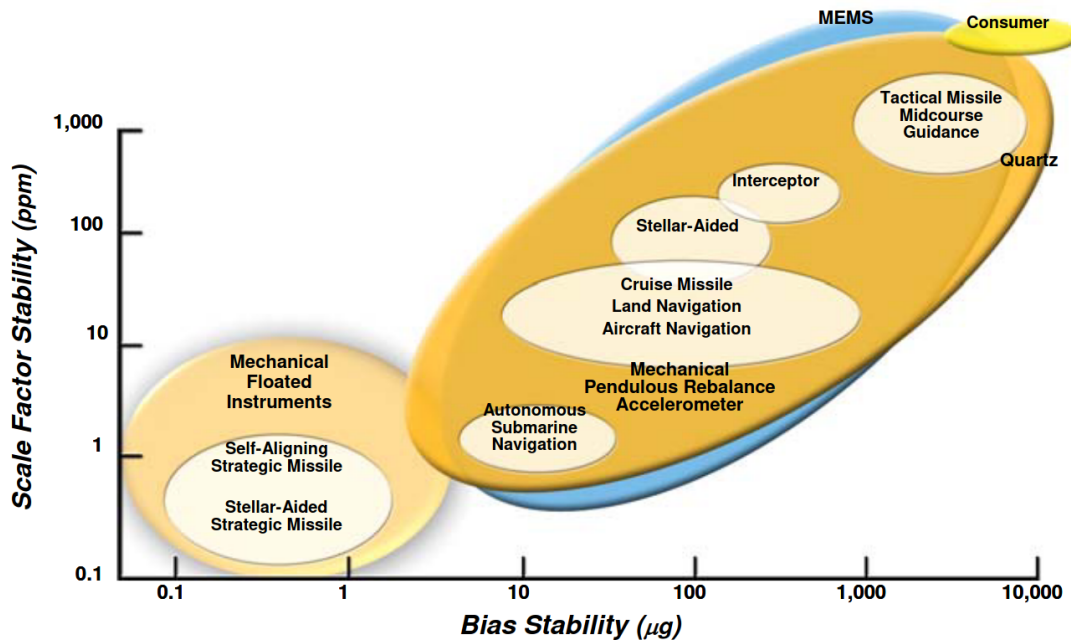 MEMS
Consumer
Tactical Missile
Midcourse
Guidance
Quartz
Interceptor
Stellar-Aided
Cruise Missile
Land Navigation
Aircraft Navigation
Mechanical
Pendulous Rebalance
Accelerometer
Autonomous
Submarine
Navigation
Mechanical
Floated
Instruments
Self-Aligning
Strategic Missile
Stellar-Aided
Strategic Missile
Scale Factor Stability (ppm)
1,000
100
10
1
0.1
0.1
1
10
100
1,000
10,000
Bias Stability (µg)